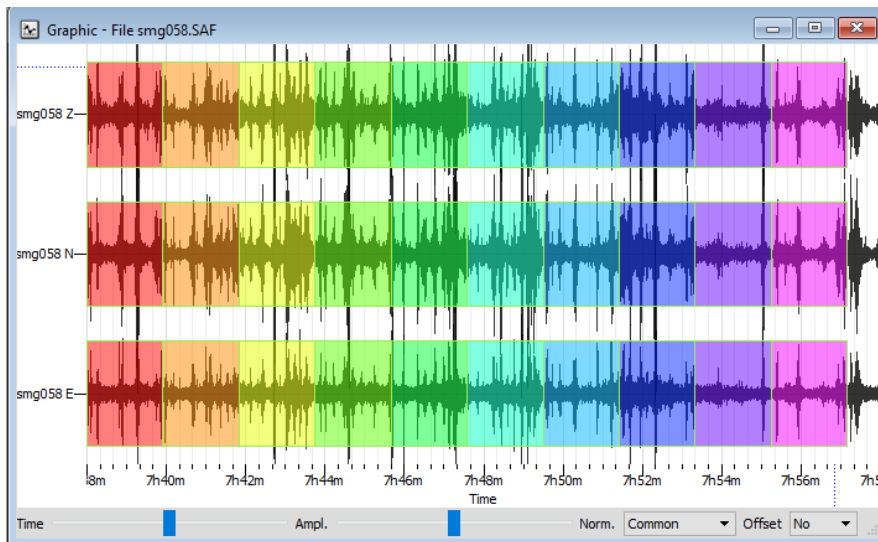 Graphic - File smg058.SAF
smg058 Z
smg058 N
smg058 E
8m 7h40m 7h42m 7h44m 7h46m 7h48m 7h50m 7h52m 7h54m 7h56m 7h5
Time
Time Ampl. Norm. Common Offset No